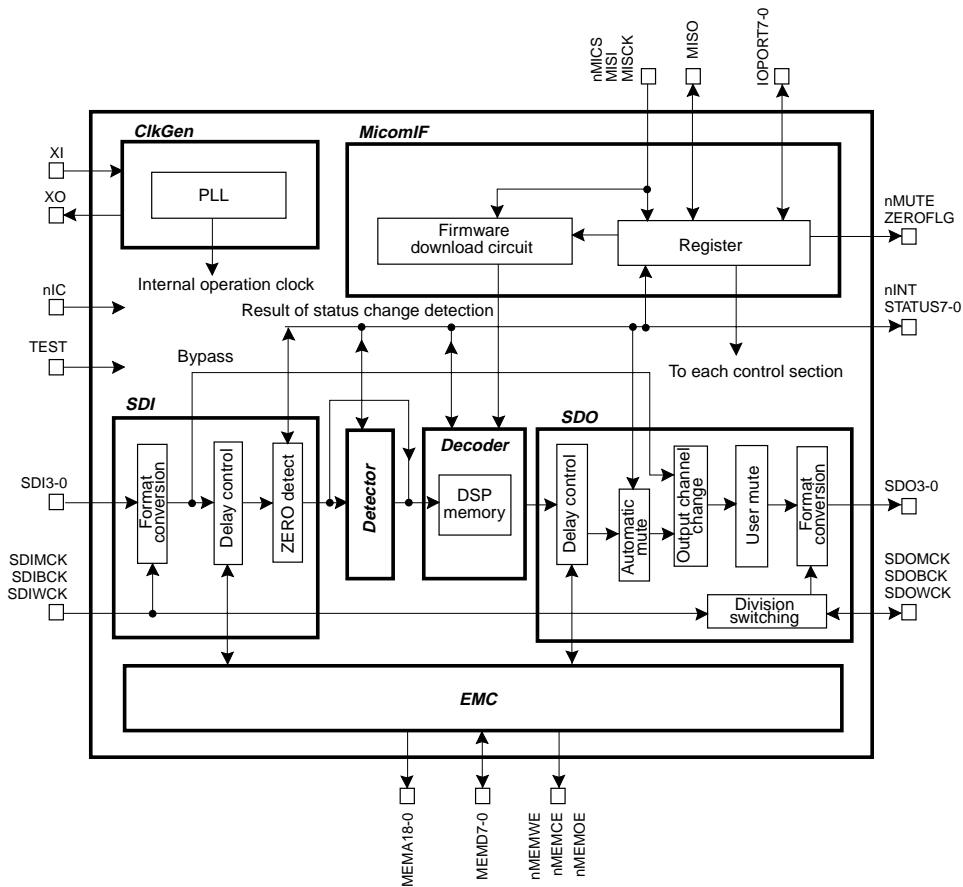 nMICS
MISI
MISCK
MISO
IOPORT7-0
ClkGen
MicomIF
XI
PLL
XO
nMUTE
ZEROFLG
Firmware
download circuit
Register
Internal operation clock
nIC
nINT
STATUS7-0
Result of status change detection
TEST
Bypass
To each control section
SDI
Decoder
SDO
SDI3-0
Format
conversion
Delay control
ZERO detect
Detector
DSP
memory
Delay control
Automatic
mute
Output channel
change
User mute
Format
conversion
SDO3-0
SDIMCK
SDIBCK
SDIWCK
Division
switching
SDOMCK
SDOBCK
SDOWCK
EMC
MEMA18-0
MEMD7-0
nMEMWE
nMEMCE
nMEMOE